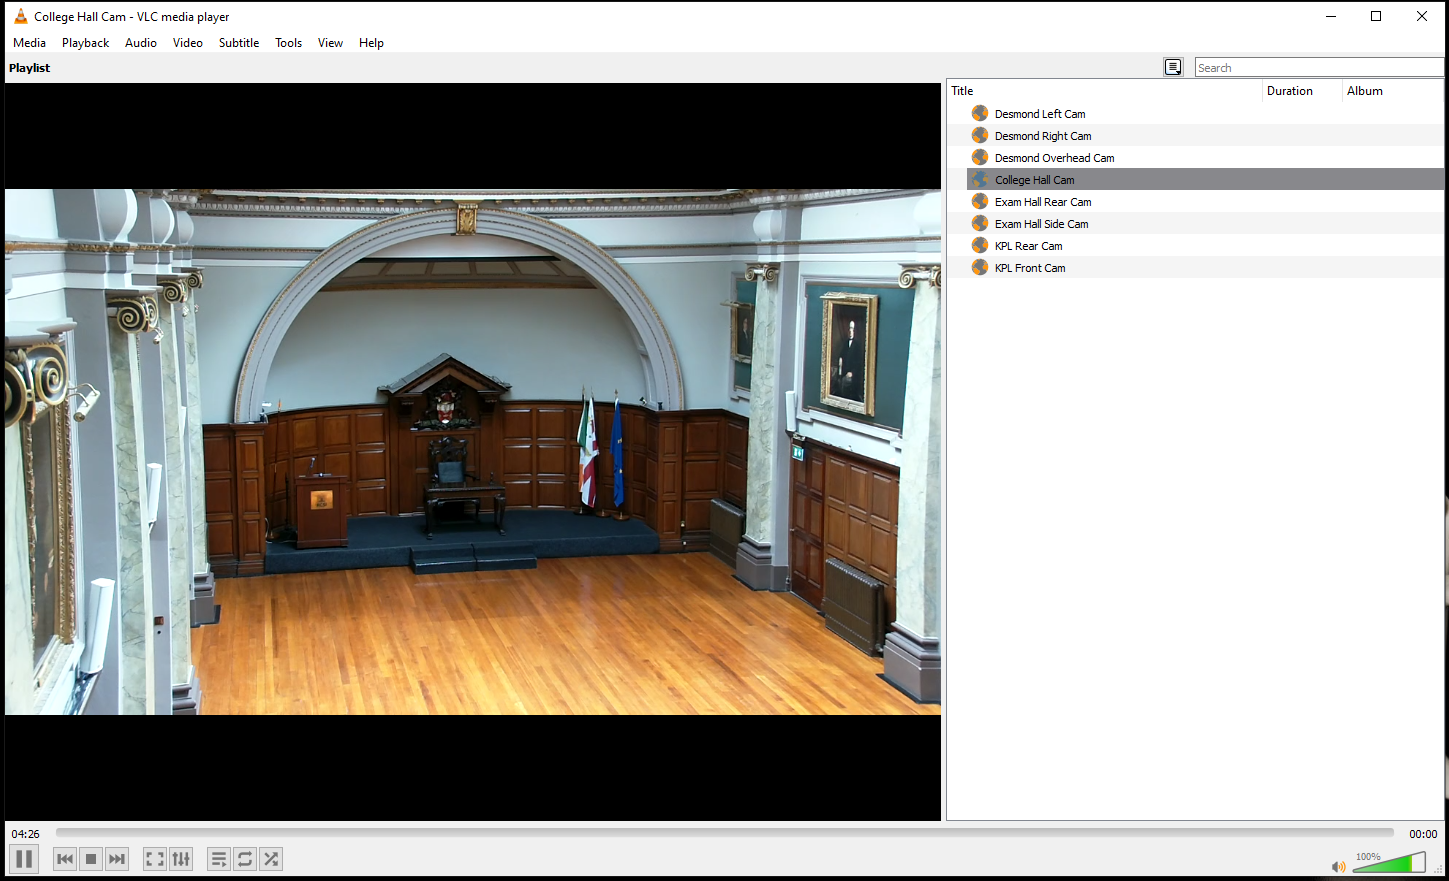 College Hall Cam - VLC media player
Media Playback Audio Video Subtitle Tools View Help
Playlist
Search
Title Duration Album
Desmond Left Cam
Desmond Right Cam
Desmond Overhead Cam
College Hall Cam
Exam Hall Rear Cam
Exam Hall Side Cam
KPL Rear Cam
KPL Front Cam
04:26 00:00
100%